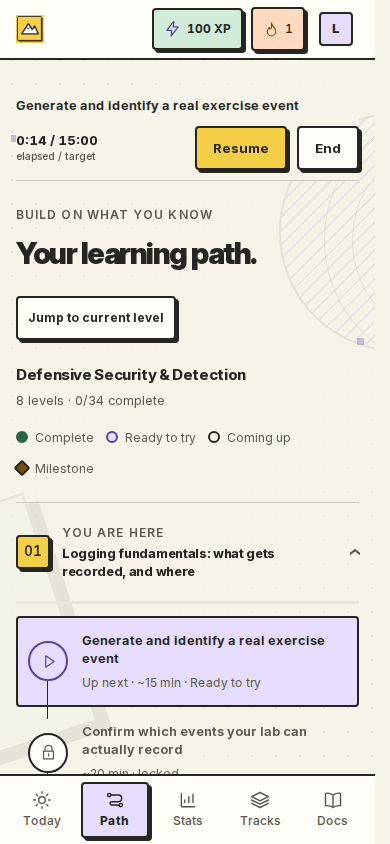 100 XP
1
L
Generate and identify a real exercise event
0:14 / 15:00
elapsed / target
Resume
End
BUILD ON WHAT YOU KNOW
Your learning path.
Jump to current level
Defensive Security & Detection
8 levels · 0/34 complete
Complete
Ready to try
Coming up
Milestone
01
YOU ARE HERE
Logging fundamentals: what gets
recorded, and where
Generate and identify a real exercise
event
Up next · ~15 min · Ready to try
Confirm which events your lab can
actually record
~20 min · locked
Today
Path
Stats
Tracks
Docs